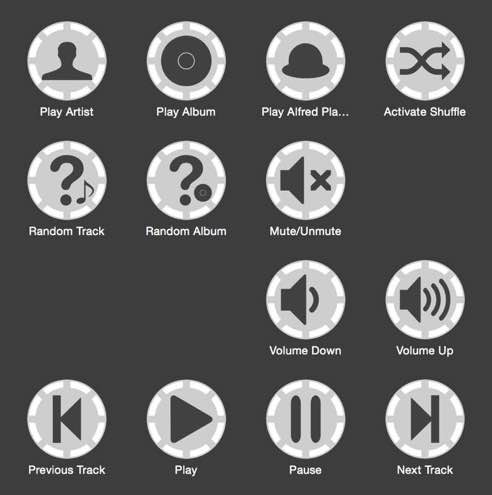 Play Artist
Play Album
Play Alfred Pla...
Activate Shuffle
Random Track
Random Album
Mute/Unmute
Volume Down
Volume Up
Previous Track
Play
Pause
Next Track